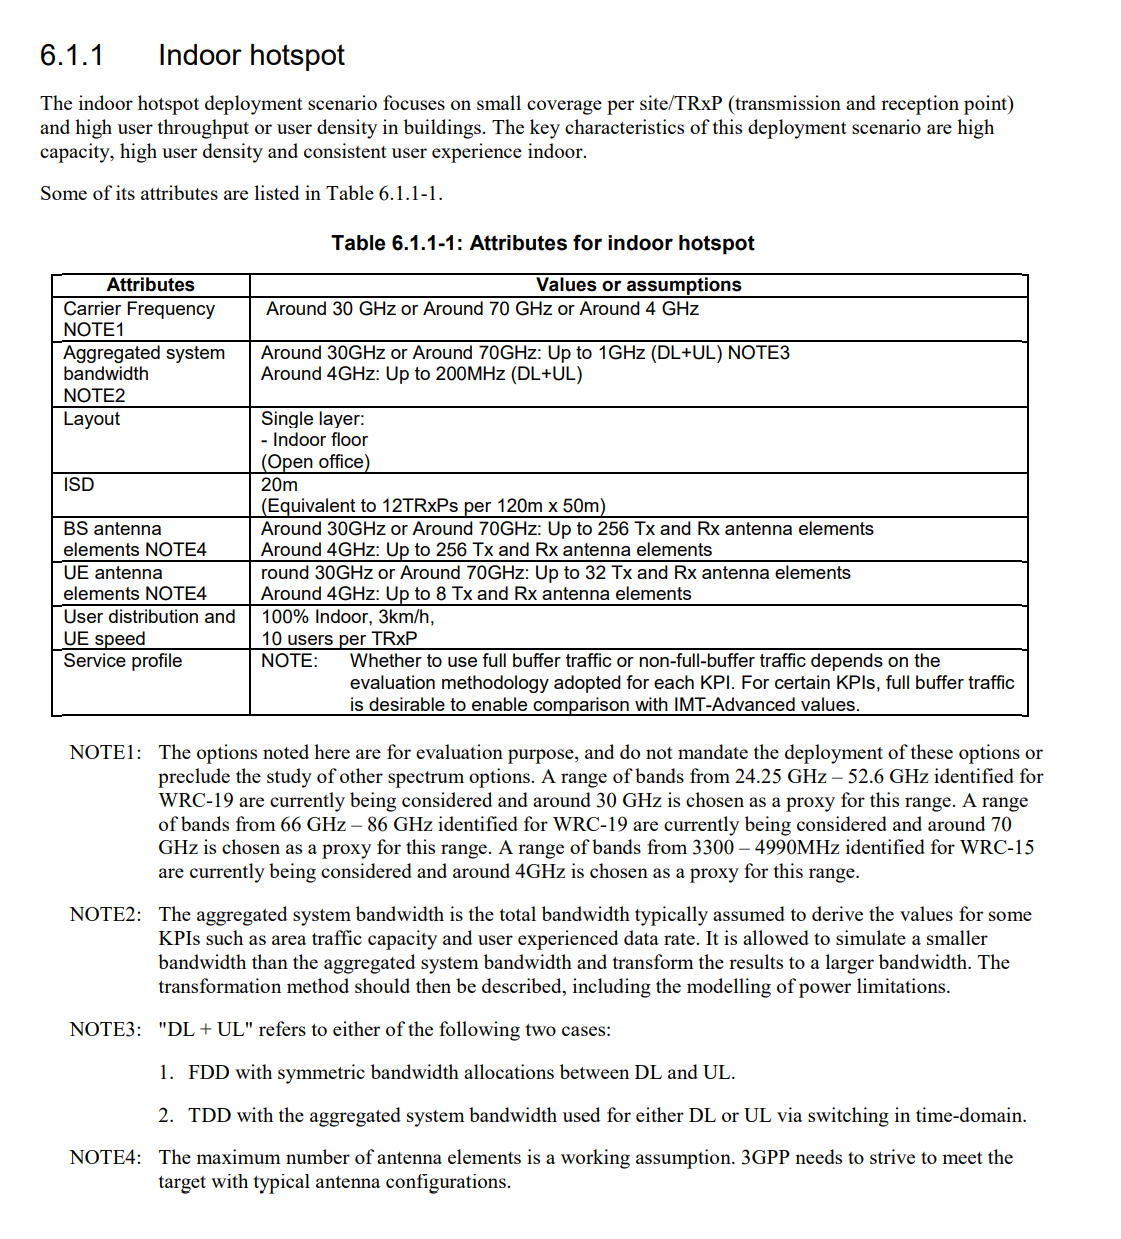 6.1.1 Indoor hotspot
The indoor hotspot deployment scenario focuses on small coverage per site/TRxP (transmission and reception point)
and high user throughput or user density in buildings. The key characteristics of this deployment scenario are high
capacity, high user density and consistent user experience indoor.
Some of its attributes are listed in Table 6.1.1-1.
Table 6.1.1-1: Attributes for indoor hotspot
Attributes Values or assumptions
Carrier Frequency Around 30 GHz or Around 70 GHz or Around 4 GHz
NOTE1
Aggregated system Around 30GHz or Around 70GHz: Up to 1GHz (DL+UL) NOTE3
bandwidth Around 4GHz: Up to 200MHz (DL+UL)
NOTE2
Layout Single layer:
- Indoor floor
(Open office)
ISD 20m
(Equivalent to 12TRxPs per 120m x 50m)
BS antenna Around 30GHz or Around 70GHz: Up to 256 Tx and Rx antenna elements
elements NOTE4 Around 4GHz: Up to 256 Tx and Rx antenna elements
UE antenna round 30GHz or Around 70GHz: Up to 32 Tx and Rx antenna elements
elements NOTE4 Around 4GHz: Up to 8 Tx and Rx antenna elements
User distribution and 100% Indoor, 3km/h,
UE speed 10 users per TRxP
Service profile NOTE: Whether to use full buffer traffic or non-full-buffer traffic depends on the
evaluation methodology adopted for each KPI. For certain KPIs, full buffer traffic
is desirable to enable comparison with IMT-Advanced values.
NOTE1: The options noted here are for evaluation purpose, and do not mandate the deployment of these options or
preclude the study of other spectrum options. A range of bands from 24.25 GHz – 52.6 GHz identified for
WRC-19 are currently being considered and around 30 GHz is chosen as a proxy for this range. A range
of bands from 66 GHz – 86 GHz identified for WRC-19 are currently being considered and around 70
GHz is chosen as a proxy for this range. A range of bands from 3300 – 4990MHz identified for WRC-15
are currently being considered and around 4GHz is chosen as a proxy for this range.
NOTE2: The aggregated system bandwidth is the total bandwidth typically assumed to derive the values for some
KPIs such as area traffic capacity and user experienced data rate. It is allowed to simulate a smaller
bandwidth than the aggregated system bandwidth and transform the results to a larger bandwidth. The
transformation method should then be described, including the modelling of power limitations.
NOTE3: "DL + UL" refers to either of the following two cases:
1. FDD with symmetric bandwidth allocations between DL and UL.
2. TDD with the aggregated system bandwidth used for either DL or UL via switching in time-domain.
NOTE4: The maximum number of antenna elements is a working assumption. 3GPP needs to strive to meet the
target with typical antenna configurations.